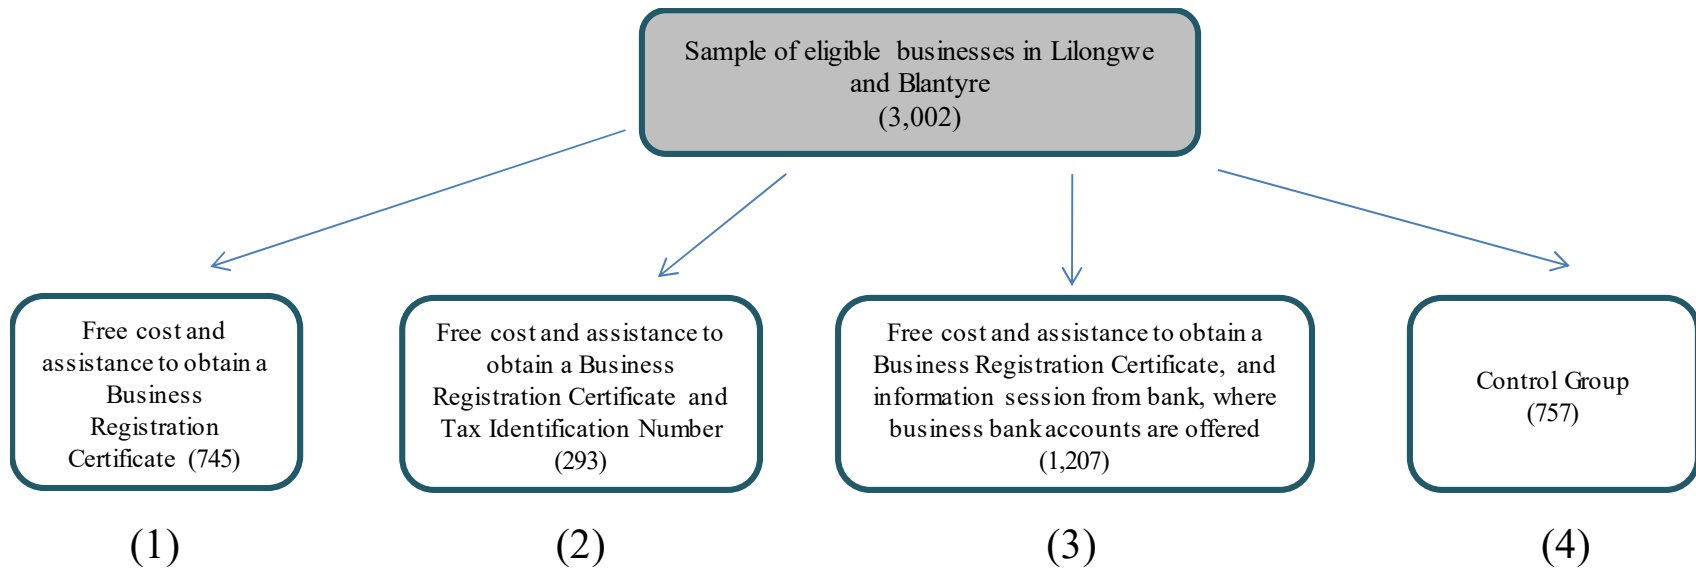 Sample of eligible businesses in Lilongwe
and Blantyre
(3,002)
Free cost and
assistance to obtain a
Business
Registration
Certificate (745)
Free cost and assistance to
obtain a Business
Registration Certificate and
Tax Identification Number
(293)
Free cost and assistance to obtain a
Business Registration Certificate, and
information session from bank, where
business bank accounts are offered
(1,207)
Control Group
(757)
(1)
(2)
(3)
(4)